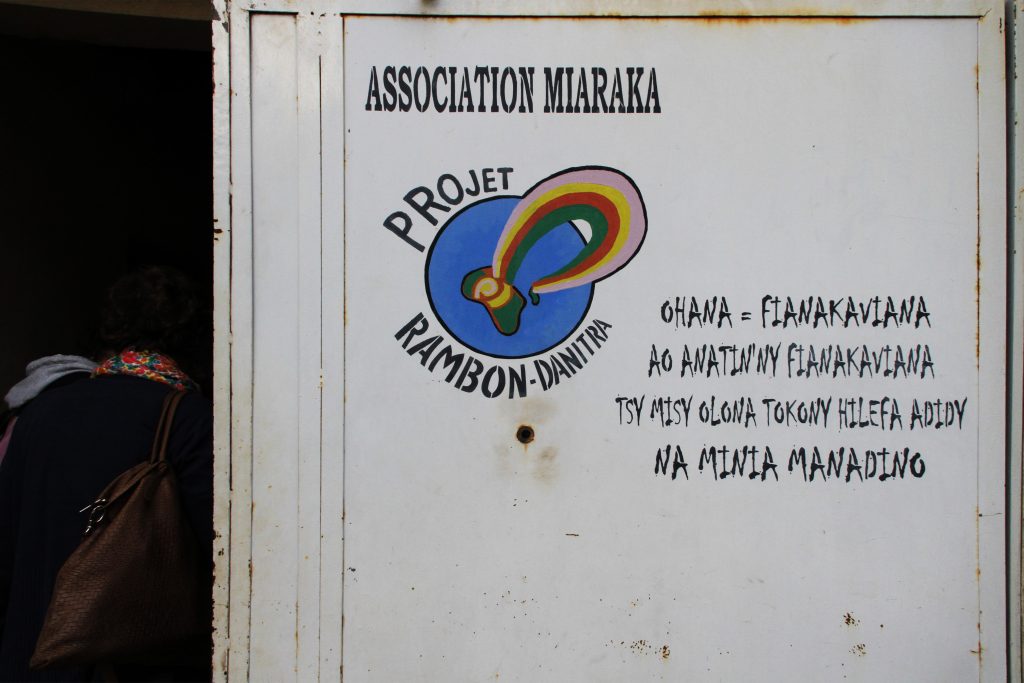 ASSOCIATION MIARAKA
PROJET
RAMBON-DANITRA
OHANA = FIANAKAVIANA
AO ANATIN'NY FIANAKAVIANA
TSY MISY OLONA TOKONY HILEFA ADIDY
NA MINIA MANADINO